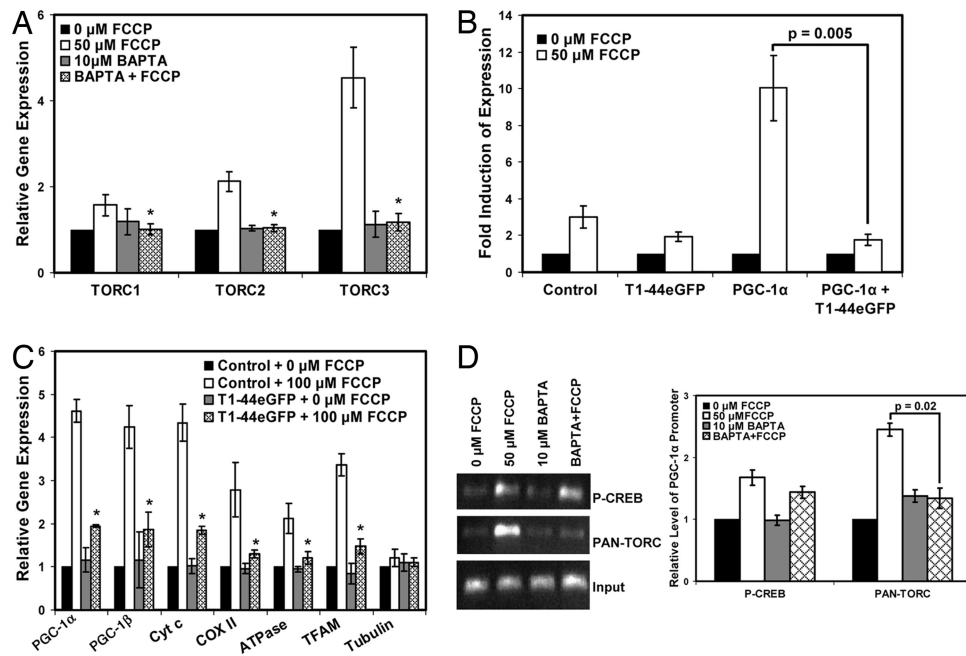 A
Relative Gene Expression
6
4
2
0
0 µM FCCP
50 µM FCCP
10µM BAPTA
BAPTA + FCCP
*
*
*
TORC1
TORC2
TORC3
B
Fold Induction of Expression
14
12
10
8
6
4
2
0
0 µM FCCP
50 µM FCCP
p = 0.005
Control
T1-44eGFP
PGC-1α
PGC-1α +
T1-44eGFP
C
Relative Gene Expression
6
5
4
3
2
1
0
Control + 0 µM FCCP
Control + 100 µM FCCP
T1-44eGFP + 0 µM FCCP
T1-44eGFP + 100 µM FCCP
*
*
*
*
*
*
PGC-1α
PGC-1β
Cyt c
COX II
ATPase
TFAM
Tubulin
D
0 µM FCCP
50 µM FCCP
10 µM BAPTA
BAPTA+FCCP
P-CREB
PAN-TORC
Input
Relative Level of PGC-1α Promoter
3
2
1
0
0 µM FCCP
50 µMFCCP
10 µM BAPTA
BAPTA+FCCP
p = 0.02
P-CREB
PAN-TORC